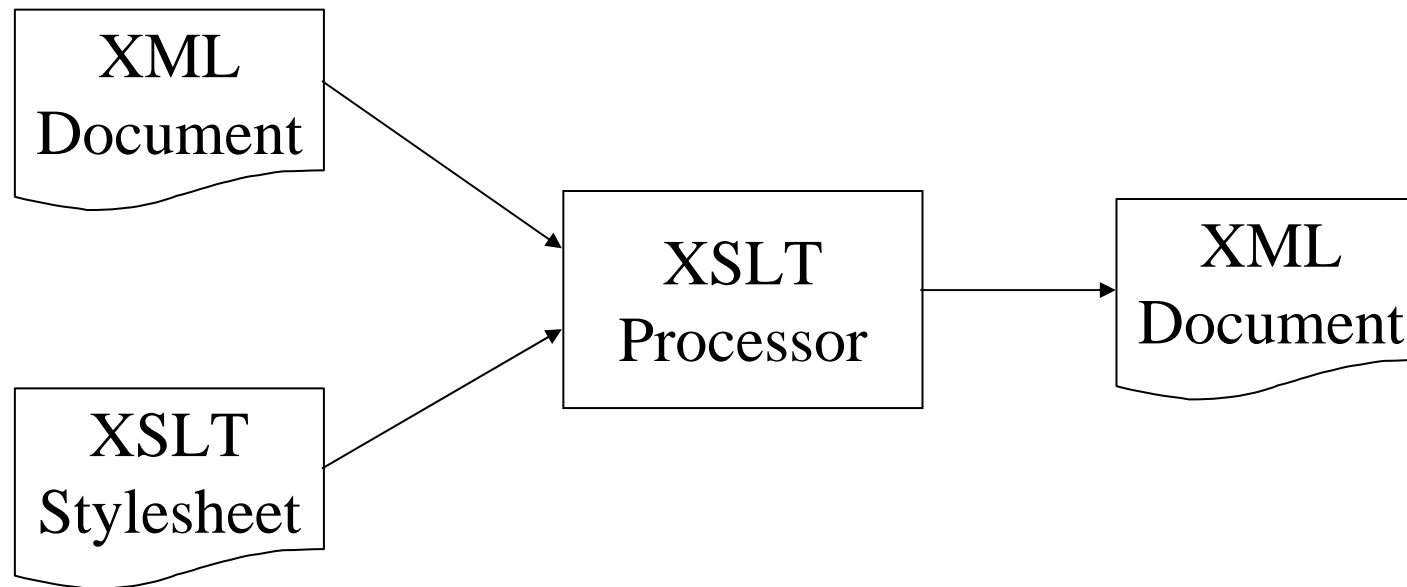 XML
Document
XSLT
Stylesheet
XSLT
Processor
XML
Document